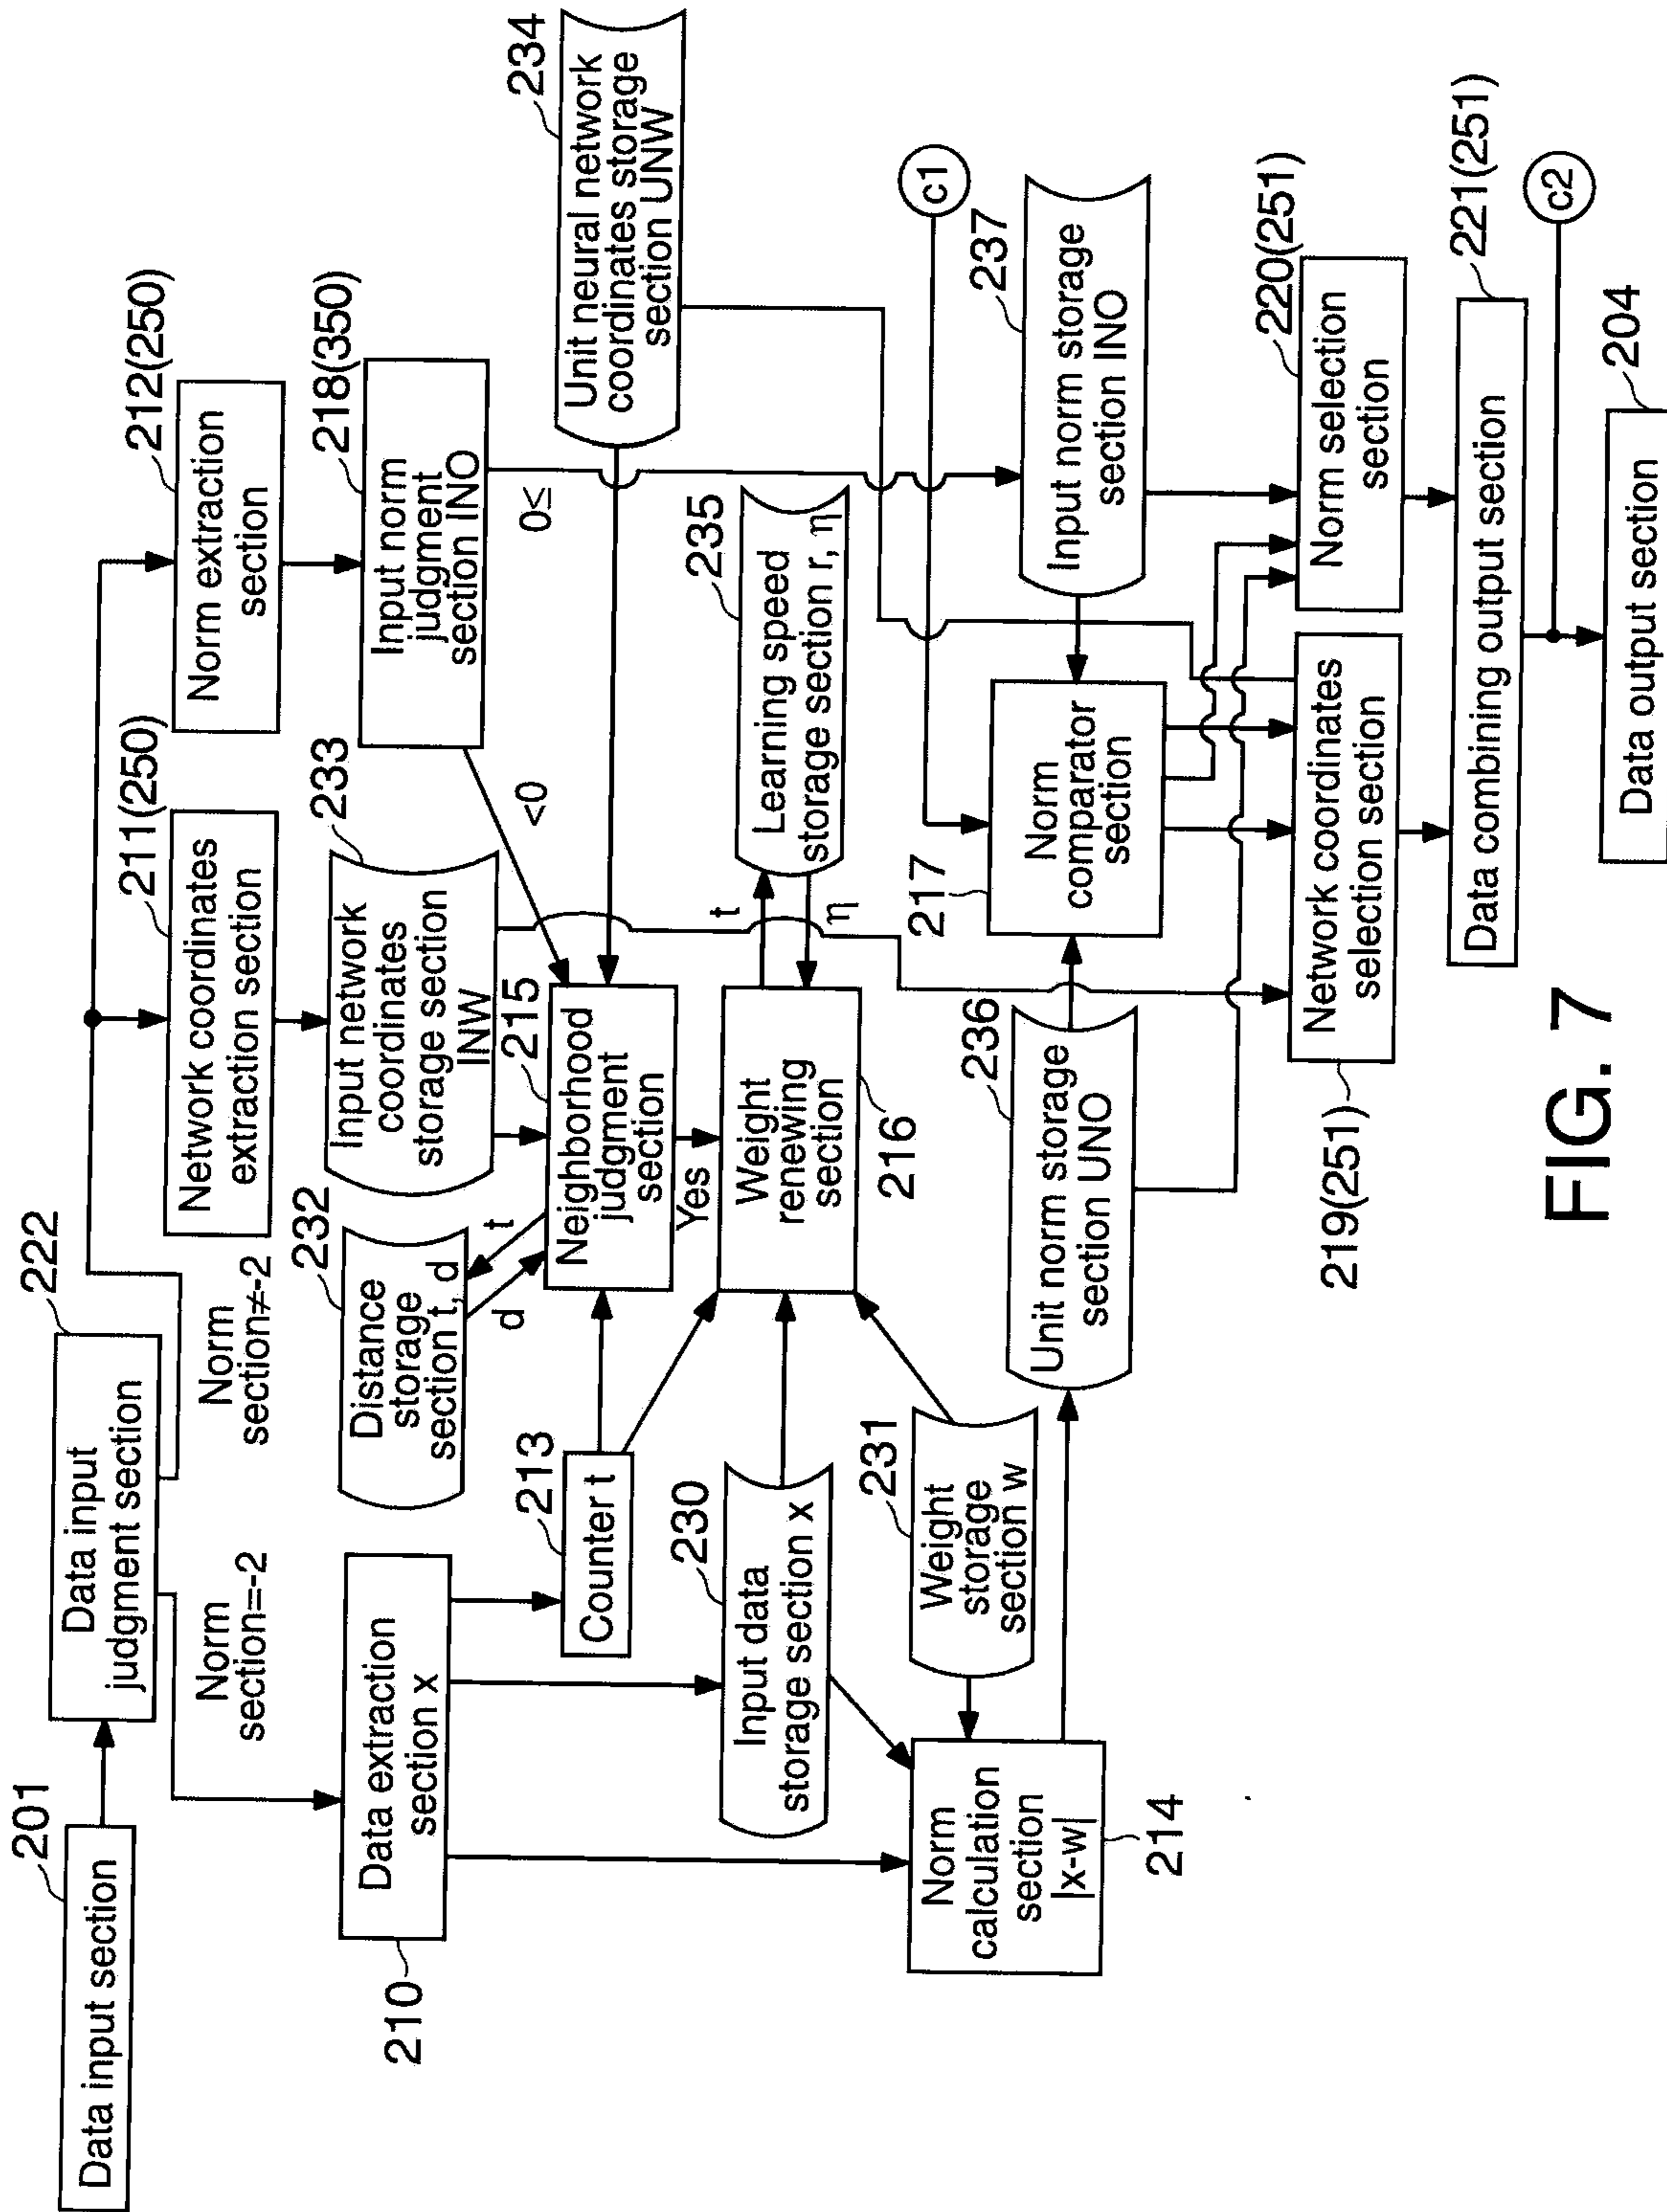 201
Data input section
222
Data input
judgment section
Norm
section=-2
Norm
section≠-2
211(250)
Network coordinates
extraction section
212(250)
Norm extraction
section
210
Data extraction
section x
232
Distance
storage
section t, d
233
Input network
coordinates
storage section
INW
218(350)
Input norm
judgment
section INO
<0
0≤
213
Counter t
d
t
215
Neighborhood
judgment
section
Yes
234
Unit neural network
coordinates storage
section UNW
230
Input data
storage section x
Weight
renewing
section
216
t
η
235
Learning speed
storage section r, η
231
Weight
storage
section w
Norm
calculation
section
|x-w|
214
236
Unit norm storage
section UNO
217
Norm
comparator
section
c1
237
Input norm storage
section INO
219(251)
Network coordinates
selection section
220(251)
Norm selection
section
221(251)
Data combining output section
c2
204
Data output section
FIG. 7